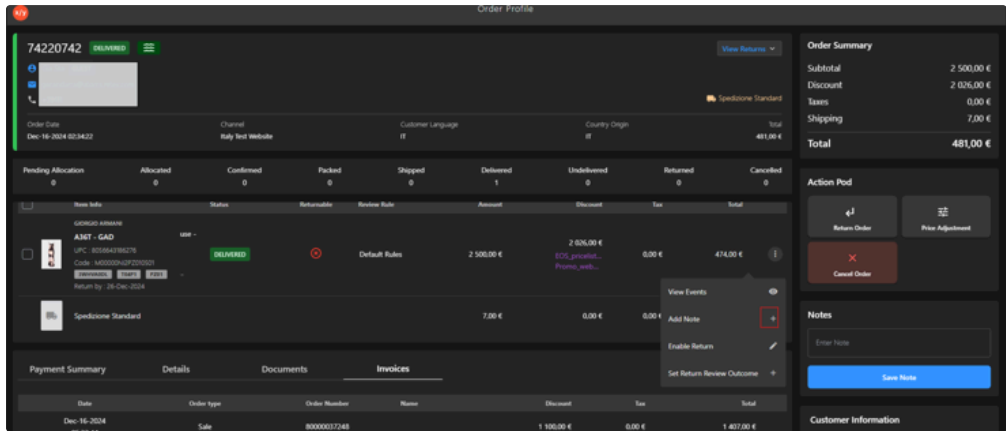 Order Profile
74220742 DELIVERED
View Returns
Spedizione Standard
Order Date Channel Customer Language Country Origin Total
Dec-16-2024 02:34:22 Italy Test Website IT IT 481,00 €
Pending Allocation Allocated Confirmed Packed Shipped Delivered Undelivered Returned Cancelled
0 0 0 0 0 1 0 0 0
Item Info Status Returnable Review Rule Amount Discount Tax Total
GIORGIO ARMANI
A36T - GAD use -
DELIVERED Default Rules 2 500,00 € 2 026,00 € 0,00 € 474,00 €
EOS_pricelist...
Promo_web...
Return by : 26-Dec-2024
Spedizione Standard 7,00 € 0,00 € 0,00 €
View Events
Add Note +
Enable Return
Set Return Review Outcome +
Payment Summary Details Documents Invoices
Date Order type Order Number Name Discount Tax Total
Dec-16-2024 Sale 80000037248 1 100,00 € 0,00 € 1 407,00 €
Order Summary
Subtotal 2 500,00 €
Discount 2 026,00 €
Taxes 0,00 €
Shipping 7,00 €
Total 481,00 €
Action Pod
Return Order Price Adjustment
Cancel Order
Notes
Enter Note
Save Note
Customer Information